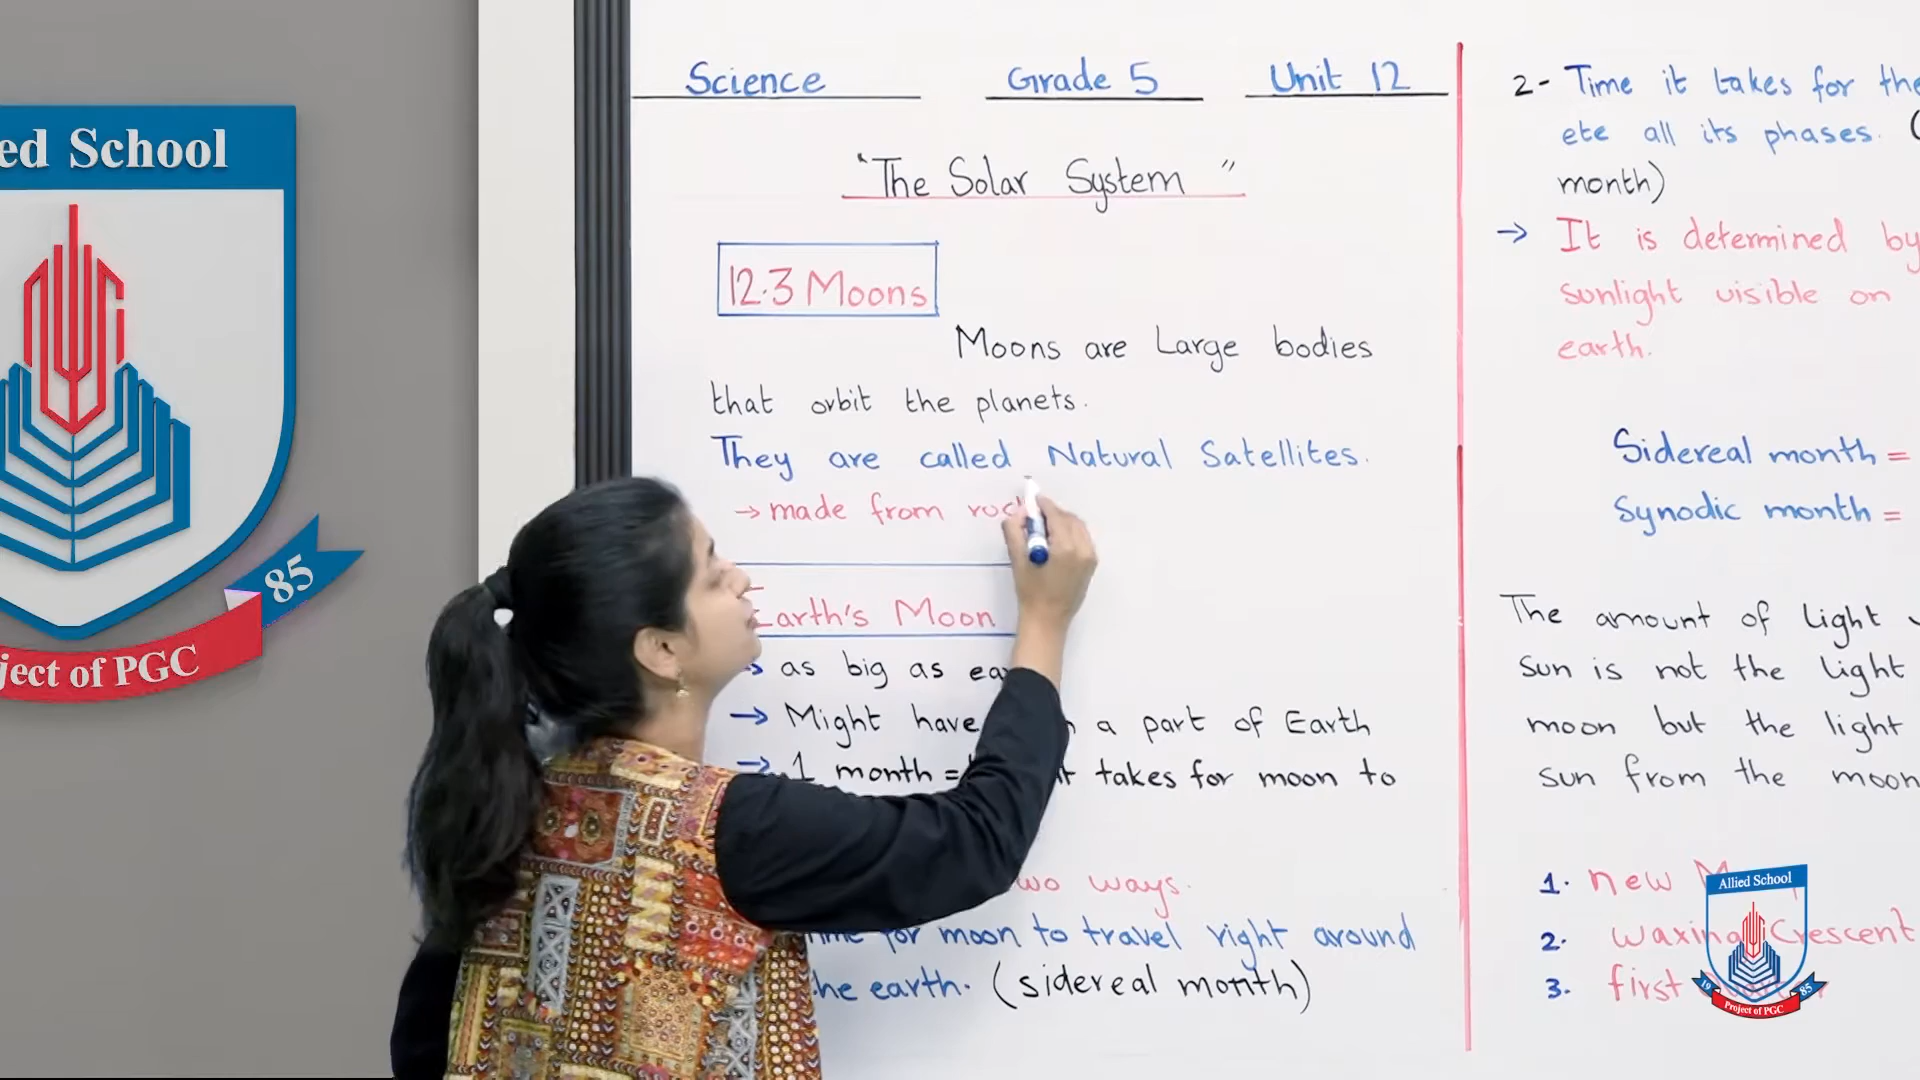 ed School
85
ject of PGC
Science Grade 5 Unit 12
"The Solar System"
12.3 Moons
Moons are Large bodies
that orbit the planets.
They are called Natural Satellites.
→ made from
Earth's Moon
as big as
→ Might have a part of Earth
→ 1 month = takes for moon to
ways.
for moon to travel right around
the earth. (sidereal month)
2- Time it takes for the
ete all its phases. (
month)
→ It is determined by
sunlight visible on
earth.
Sidereal month =
Synodic month =
The amount of light
sun is not the light
moon but the light
sun from the moon
1. new
2. waxing Crescent
3. first
Allied School
19 85
Project of PGC